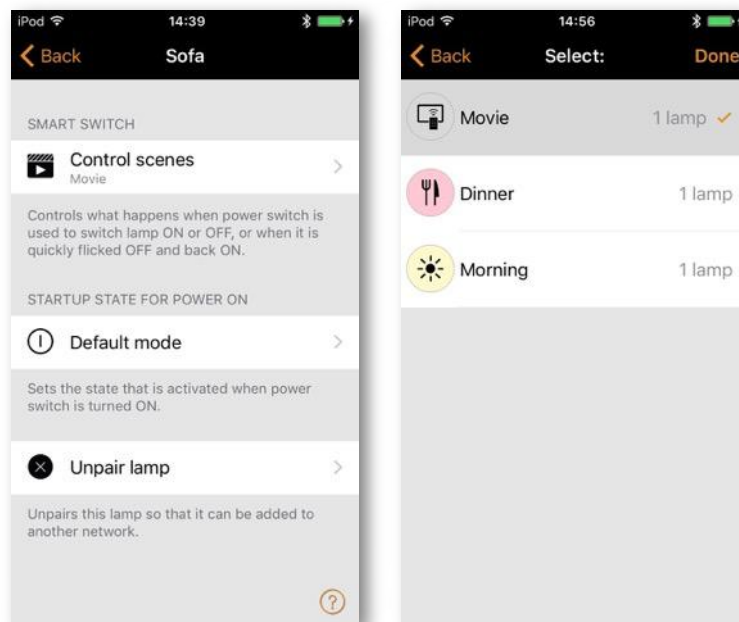 iPod 14:39
Back Sofa
SMART SWITCH
Control scenes
Movie
Controls what happens when power switch is
used to switch lamp ON or OFF, or when it is
quickly flicked OFF and back ON.
STARTUP STATE FOR POWER ON
Default mode
Sets the state that is activated when power
switch is turned ON.
Unpair lamp
Unpairs this lamp so that it can be added to
another network.
?
iPod 14:56
Back Select: Done
Movie 1 lamp
Dinner 1 lamp
Morning 1 lamp